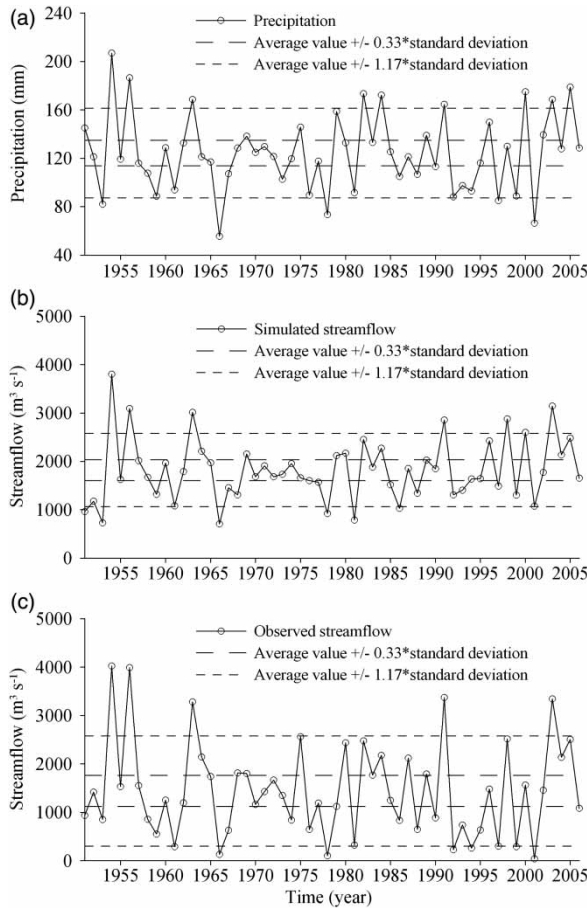 (a)
Precipitation
Average value +/- 0.33*standard deviation
Average value +/- 1.17*standard deviation
Precipitation (mm)
240
200
160
120
80
40
1955 1960 1965 1970 1975 1980 1985 1990 1995 2000 2005
(b)
Simulated streamflow
Average value +/- 0.33*standard deviation
Average value +/- 1.17*standard deviation
Streamflow (m³ s⁻¹)
5000
4000
3000
2000
1000
0
1955 1960 1965 1970 1975 1980 1985 1990 1995 2000 2005
(c)
Observed streamflow
Average value +/- 0.33*standard deviation
Average value +/- 1.17*standard deviation
Streamflow (m³ s⁻¹)
5000
4000
3000
2000
1000
0
1955 1960 1965 1970 1975 1980 1985 1990 1995 2000 2005
Time (year)